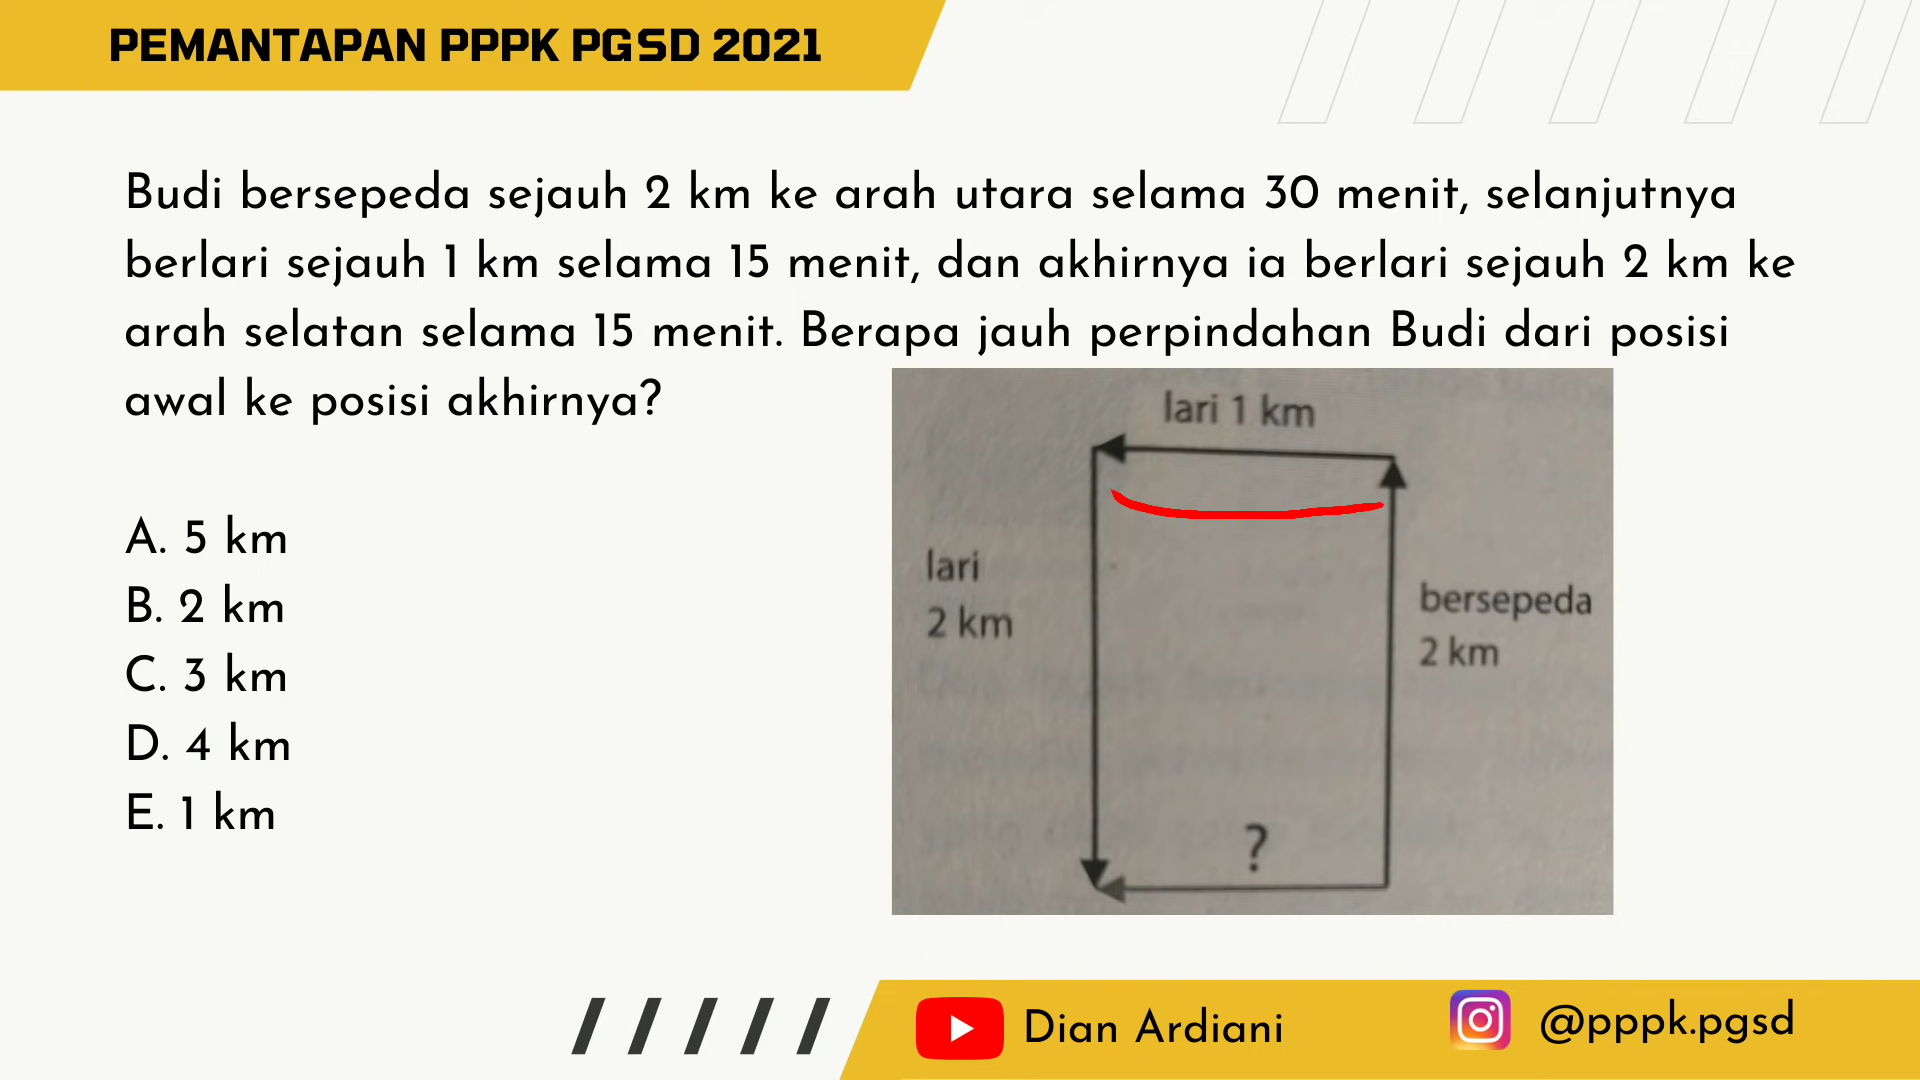 PEMANTAPAN PPPK PGSD 2021
Budi bersepeda sejauh 2 km ke arah utara selama 30 menit, selanjutnya
berlari sejauh 1 km selama 15 menit, dan akhirnya ia berlari sejauh 2 km ke
arah selatan selama 15 menit. Berapa jauh perpindahan Budi dari posisi
awal ke posisi akhirnya?
A. 5 km
B. 2 km
C. 3 km
D. 4 km
E. 1 km
lari 1 km
lari
2 km
bersepeda
2 km
?
Dian Ardiani
@pppk.pgsd